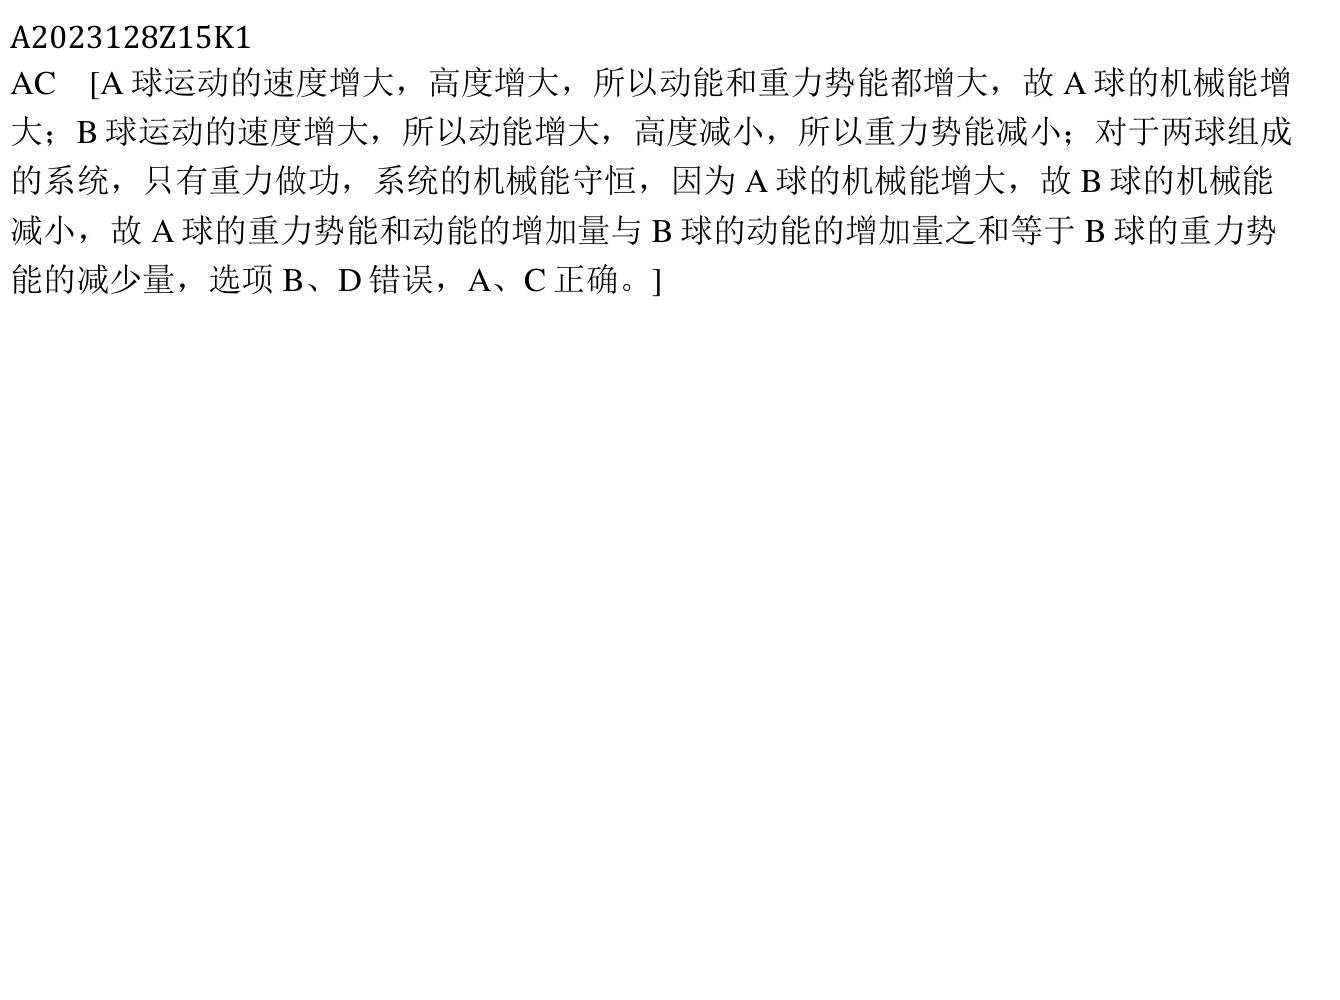 A2023128Z15K1
AC [A 球运动的速度增大，高度增大，所以动能和重力势能都增大，故 A 球的机械能增
大；B 球运动的速度增大，所以动能增大，高度减小，所以重力势能减小；对于两球组成
的系统，只有重力做功，系统的机械能守恒，因为 A 球的机械能增大，故 B 球的机械能
减小，故 A 球的重力势能和动能的增加量与 B 球的动能的增加量之和等于 B 球的重力势
能的减少量，选项 B、D 错误，A、C 正确。]